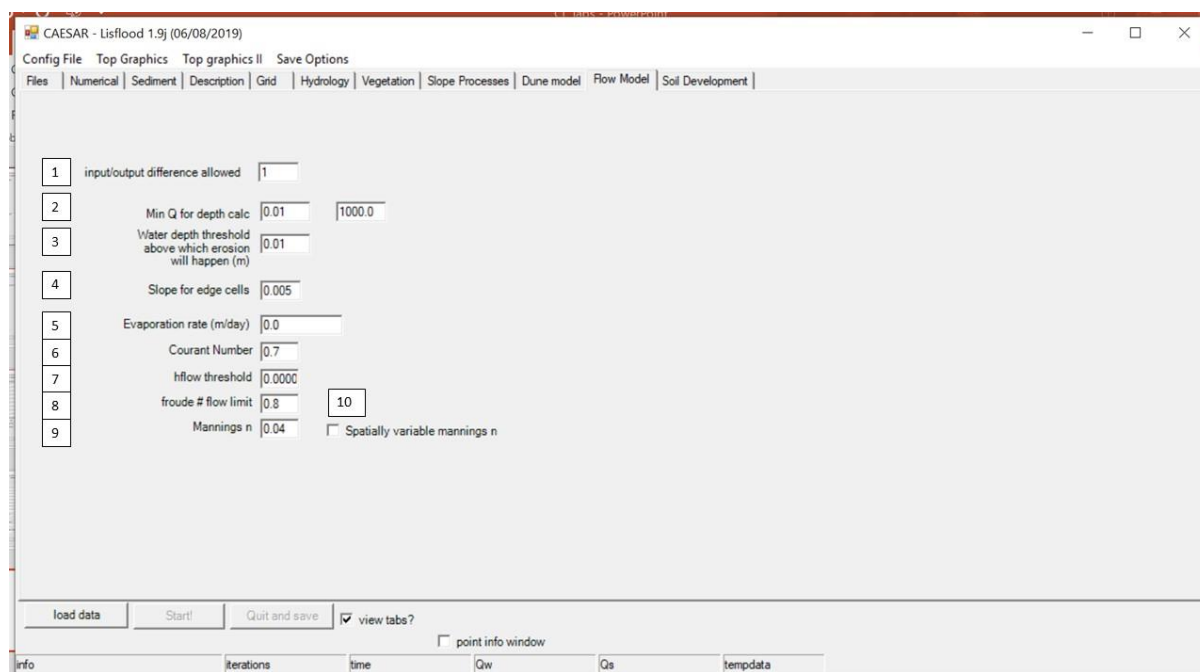 CAESAR - Lisflood 1.9j (06/08/2019)
Config File Top Graphics Top graphics II Save Options
Files Numerical Sediment Description Grid Hydrology Vegetation Slope Processes Dune model Flow Model Soil Development
1 input/output difference allowed 1
2 Min Q for depth calc 0.01 1000.0
3 Water depth threshold
above which erosion 0.01
will happen (m)
4 Slope for edge cells 0.005
5 Evaporation rate (m/day) 0.0
6 Courant Number 0.7
7 hflow threshold 0.0000
8 froude # flow limit 0.8 10
9 Mannings n 0.04 Spatially variable mannings n
load data Start! Quit and save view tabs?
point info window
info iterations time Qw Qs tempdata